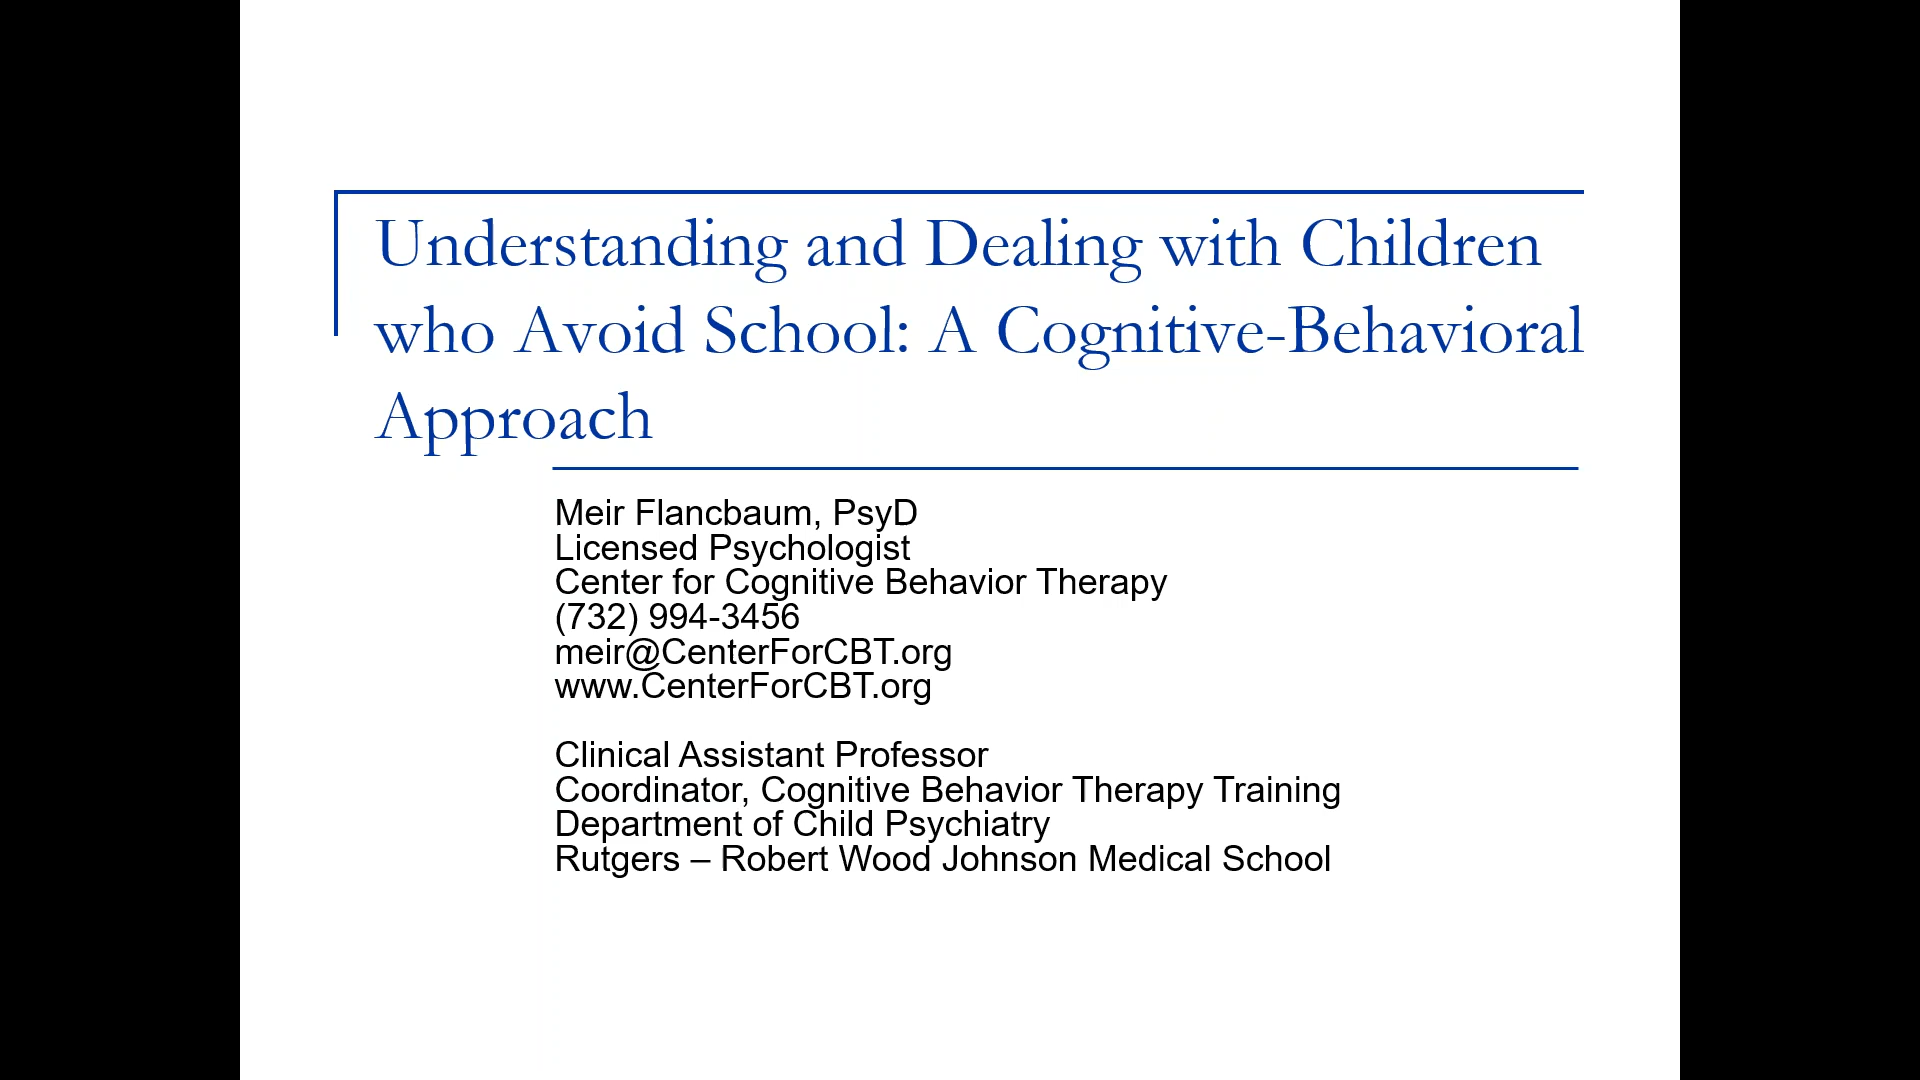 Understanding and Dealing with Children
who Avoid School: A Cognitive-Behavioral
Approach
Meir Flancbaum, PsyD
Licensed Psychologist
Center for Cognitive Behavior Therapy
(732) 994-3456
meir@CenterForCBT.org
www.CenterForCBT.org
Clinical Assistant Professor
Coordinator, Cognitive Behavior Therapy Training
Department of Child Psychiatry
Rutgers – Robert Wood Johnson Medical School